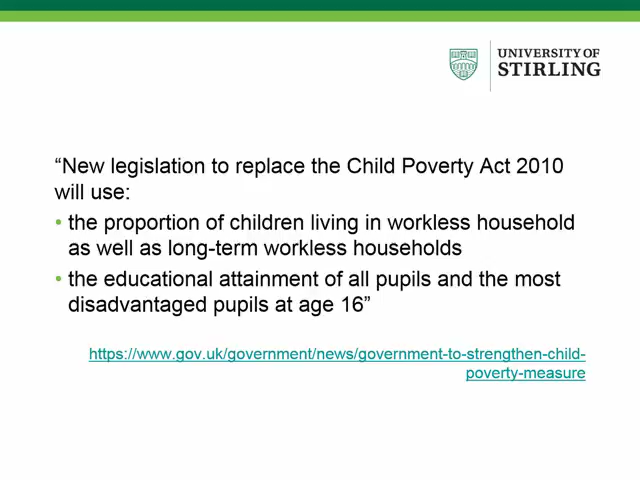 UNIVERSITY OF
STIRLING
“New legislation to replace the Child Poverty Act 2010
will use:
• the proportion of children living in workless household
as well as long-term workless households
• the educational attainment of all pupils and the most
disadvantaged pupils at age 16”
https://www.gov.uk/government/news/government-to-strengthen-child-
poverty-measure